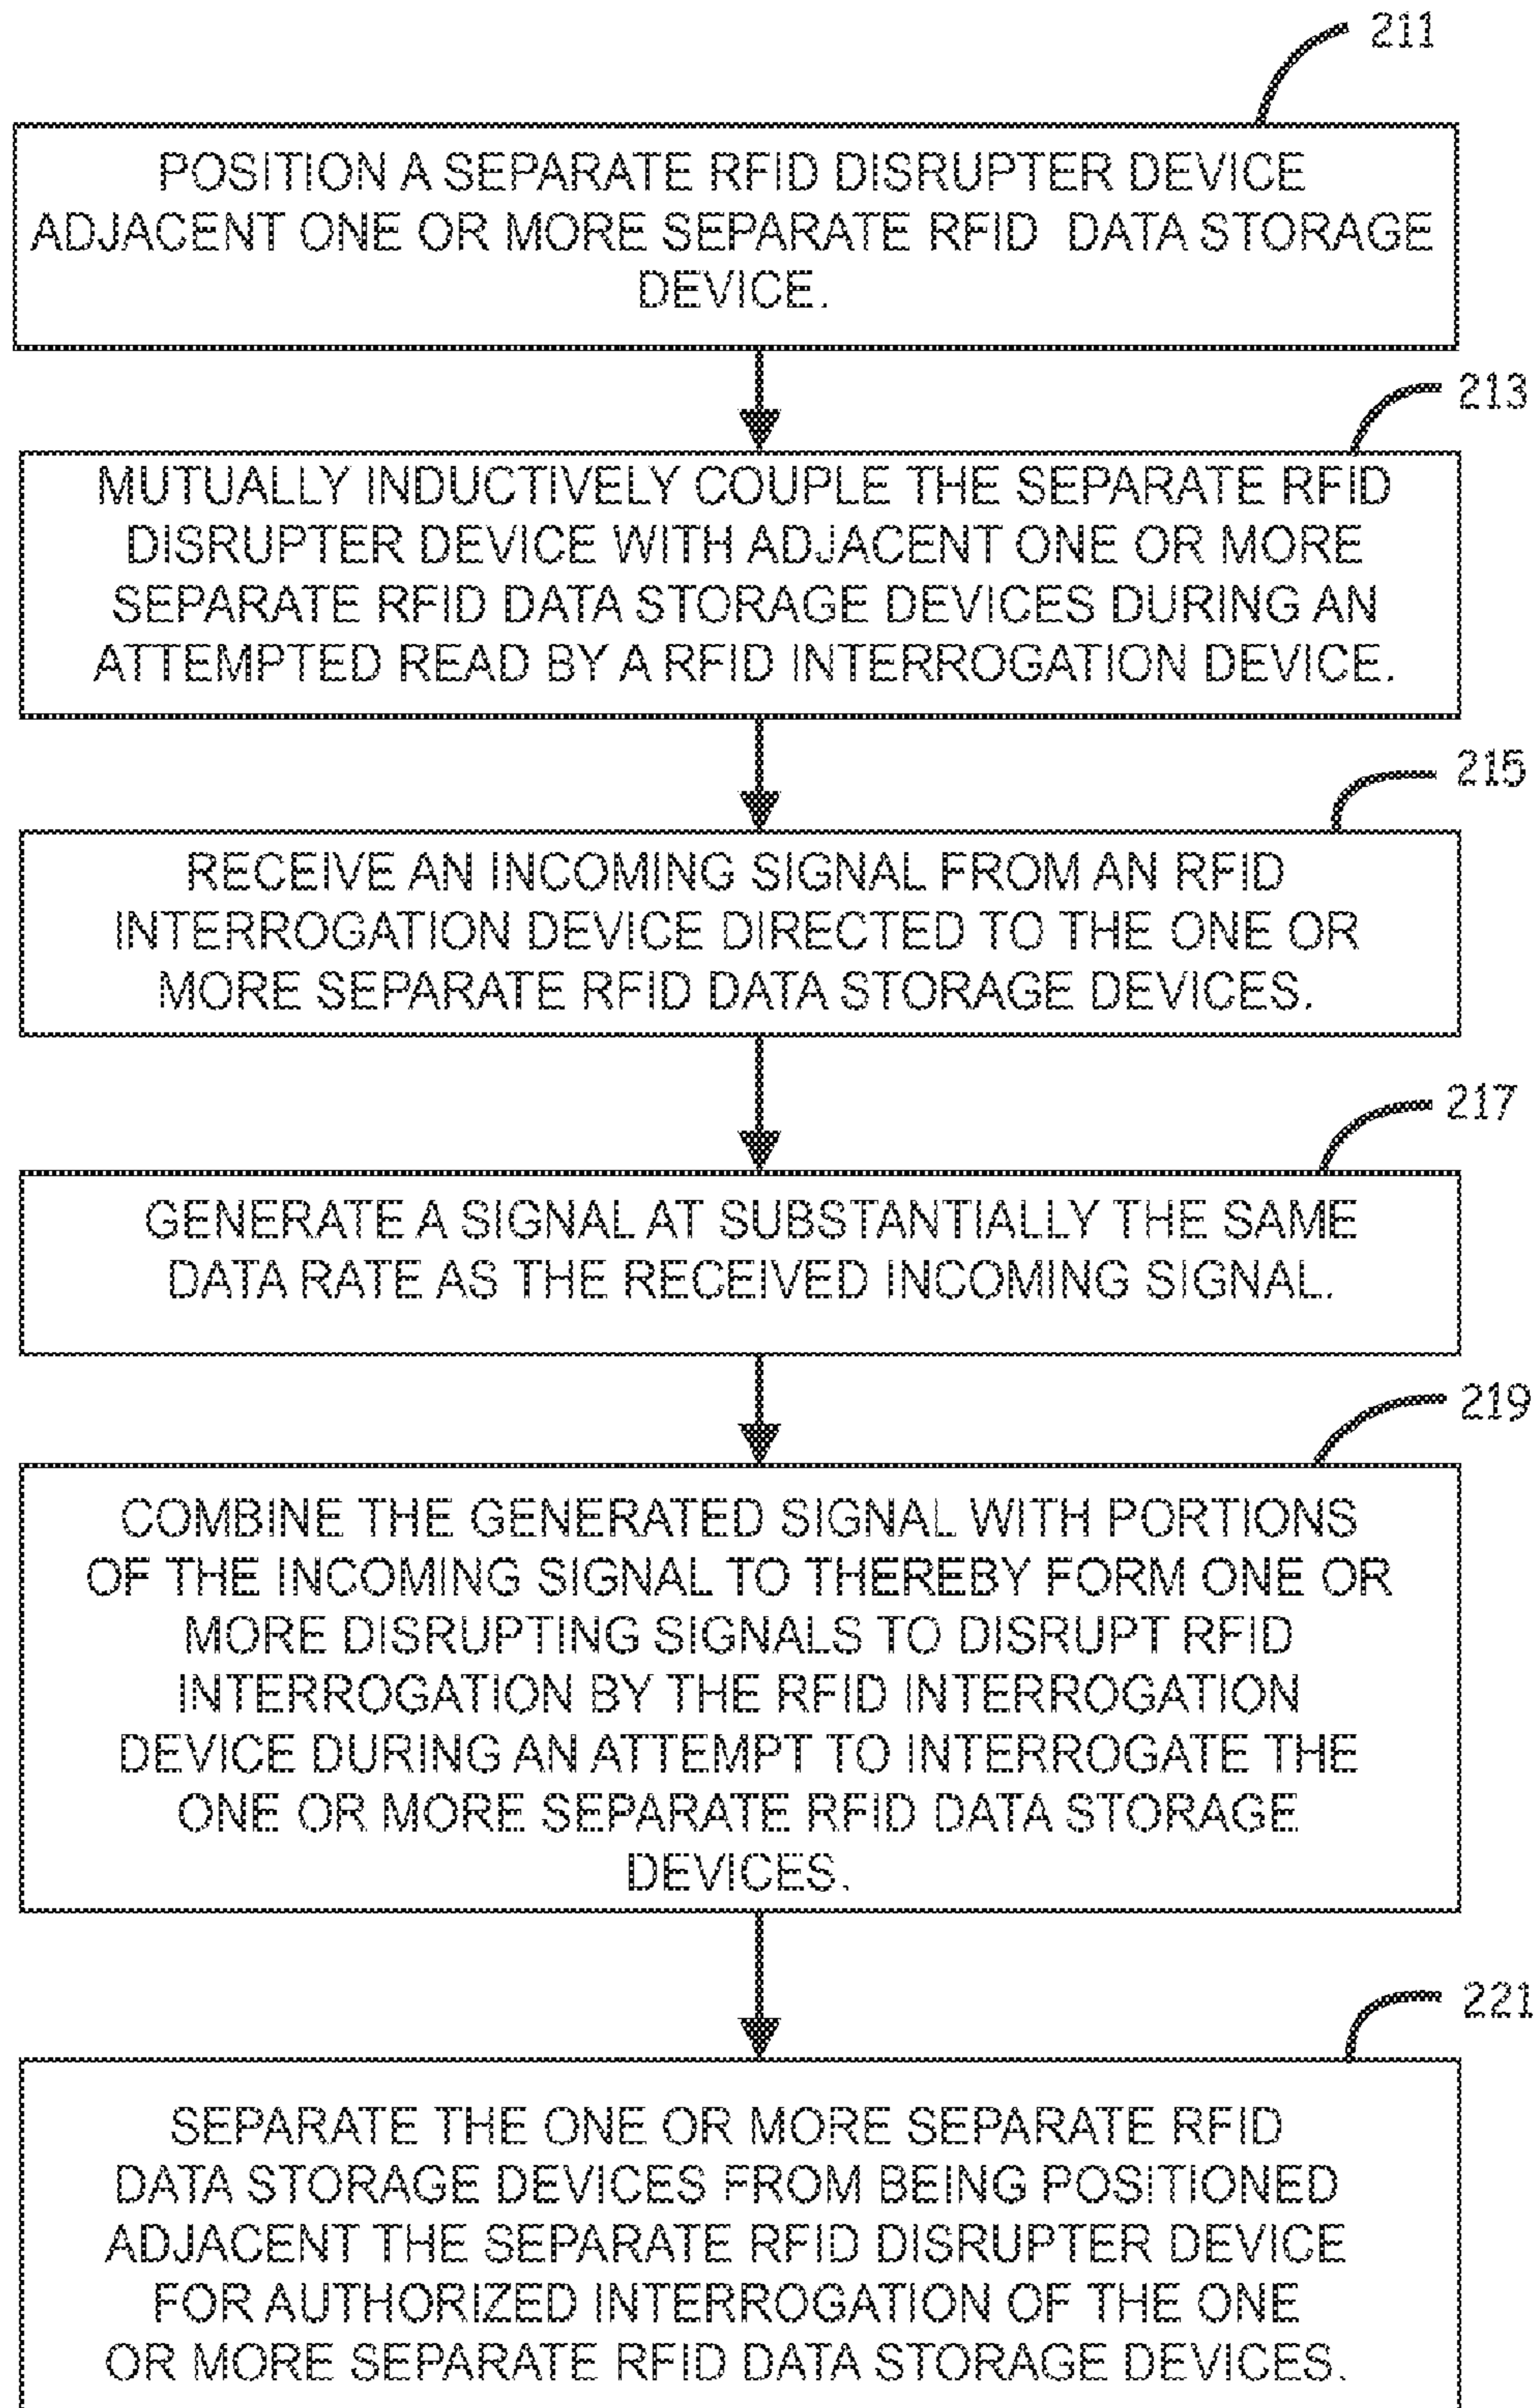 211
POSITION A SEPARATE RFID DISRUPTER DEVICE
ADJACENT ONE OR MORE SEPARATE RFID DATA STORAGE
DEVICE.
213
MUTUALLY INDUCTIVELY COUPLE THE SEPARATE RFID
DISRUPTER DEVICE WITH ADJACENT ONE OR MORE
SEPARATE RFID DATA STORAGE DEVICES DURING AN
ATTEMPTED READ BY A RFID INTERROGATION DEVICE.
215
RECEIVE AN INCOMING SIGNAL FROM AN RFID
INTERROGATION DEVICE DIRECTED TO THE ONE OR
MORE SEPARATE RFID DATA STORAGE DEVICES.
217
GENERATE A SIGNAL AT SUBSTANTIALLY THE SAME
DATA RATE AS THE RECEIVED INCOMING SIGNAL.
219
COMBINE THE GENERATED SIGNAL WITH PORTIONS
OF THE INCOMING SIGNAL TO THEREBY FORM ONE OR
MORE DISRUPTING SIGNALS TO DISRUPT RFID
INTERROGATION BY THE RFID INTERROGATION
DEVICE DURING AN ATTEMPT TO INTERROGATE THE
ONE OR MORE SEPARATE RFID DATA STORAGE
DEVICES.
221
SEPARATE THE ONE OR MORE SEPARATE RFID
DATA STORAGE DEVICES FROM BEING POSITIONED
ADJACENT THE SEPARATE RFID DISRUPTER DEVICE
FOR AUTHORIZED INTERROGATION OF THE ONE
OR MORE SEPARATE RFID DATA STORAGE DEVICES.